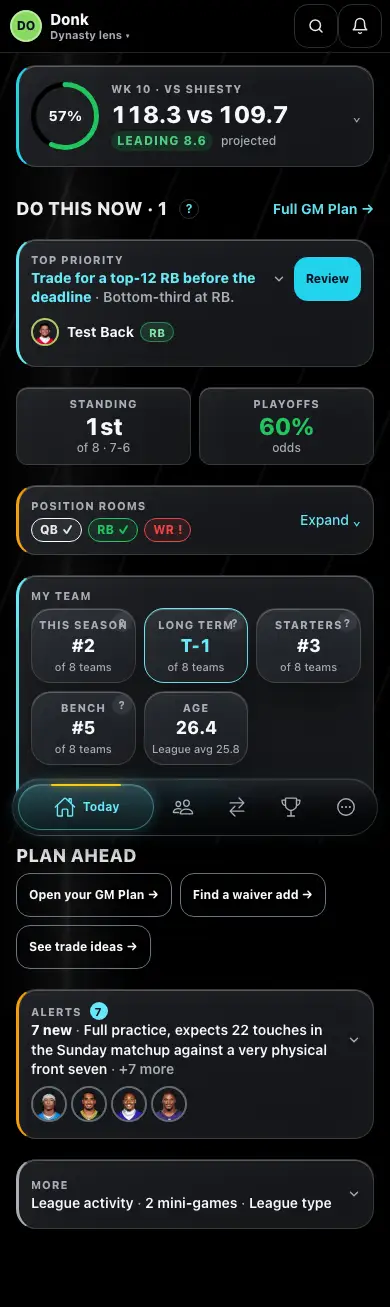 DO
Donk
Dynasty lens
57%
WK 10 · VS SHIESTY
118.3 vs 109.7
LEADING 8.6 projected
DO THIS NOW · 1 ?
Full GM Plan →
TOP PRIORITY
Trade for a top-12 RB before the
deadline · Bottom-third at RB.
Review
Test Back RB
STANDING
1st
of 8 · 7-6
PLAYOFFS
60%
odds
POSITION ROOMS
QB ✓ RB ✓ WR !
Expand
MY TEAM
THIS SEASON ?
#2
of 8 teams
LONG TERM ?
T-1
of 8 teams
STARTERS ?
#3
of 8 teams
BENCH ?
#5
of 8 teams
AGE
26.4
League avg 25.8
Today
PLAN AHEAD
Open your GM Plan →
Find a waiver add →
See trade ideas →
ALERTS 7
7 new · Full practice, expects 22 touches in
the Sunday matchup against a very physical
front seven · +7 more
MORE
League activity · 2 mini-games · League type